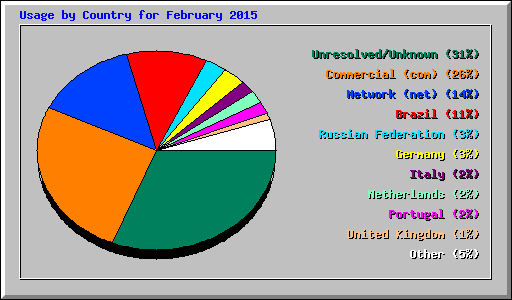 Usage by Country for February 2015
Unresolved/Unknown (31%)
Commercial (com) (26%)
Network (net) (14%)
Brazil (11%)
Russian Federation (3%)
Germany (3%)
Italy (2%)
Netherlands (2%)
Portugal (2%)
United Kingdom (1%)
Other (5%)